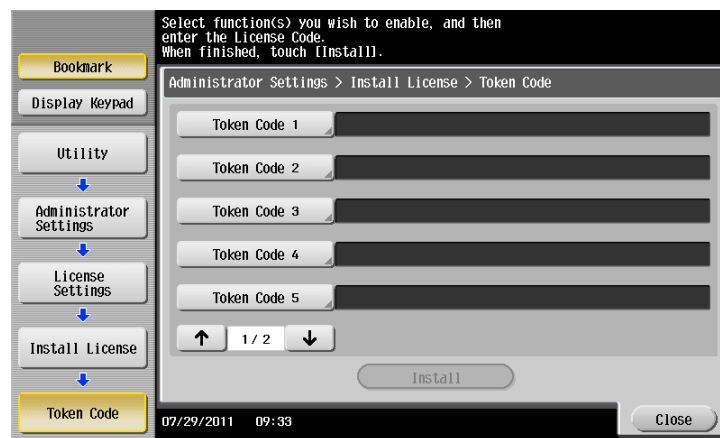 Select function(s) you wish to enable, and then
enter the License Code.
When finished, touch [Install].
Bookmark
Display Keypad
Utility
Administrator
Settings
License
Settings
Install License
Token Code
Administrator Settings > Install License > Token Code
Token Code 1
Token Code 2
Token Code 3
Token Code 4
Token Code 5
↑ 1/ 2 ↓
Install
07/29/2011 09:33
Close